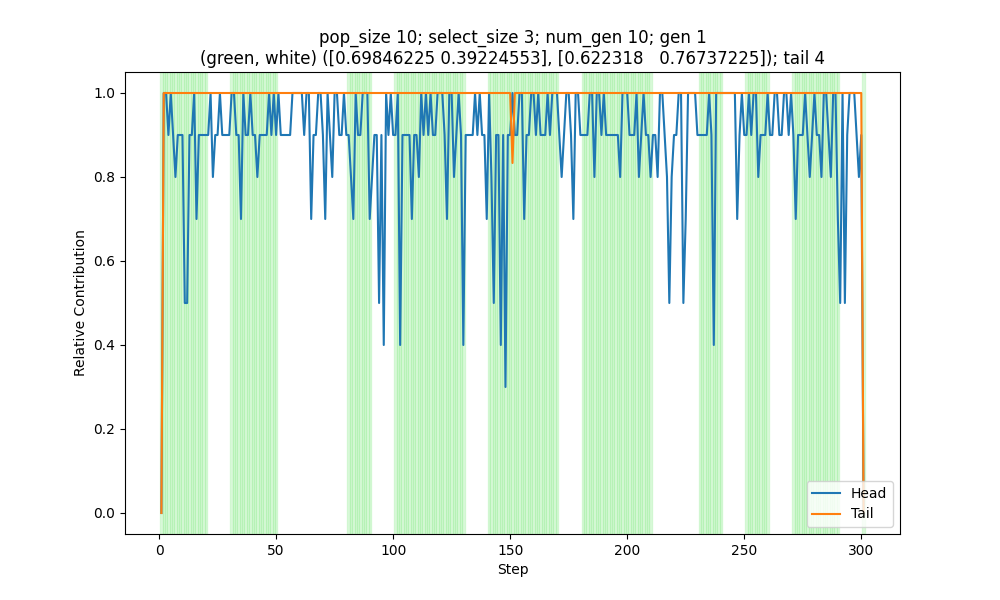 pop_size 10; select_size 3; num_gen 10; gen 1
(green, white) ([0.69846225 0.39224553], [0.622318   0.76737225]); tail 4
1.0
0.8
0.6
0.4
0.2
0.0
Relative Contribution
0
50
100
150
200
250
300
Step
Head
Tail